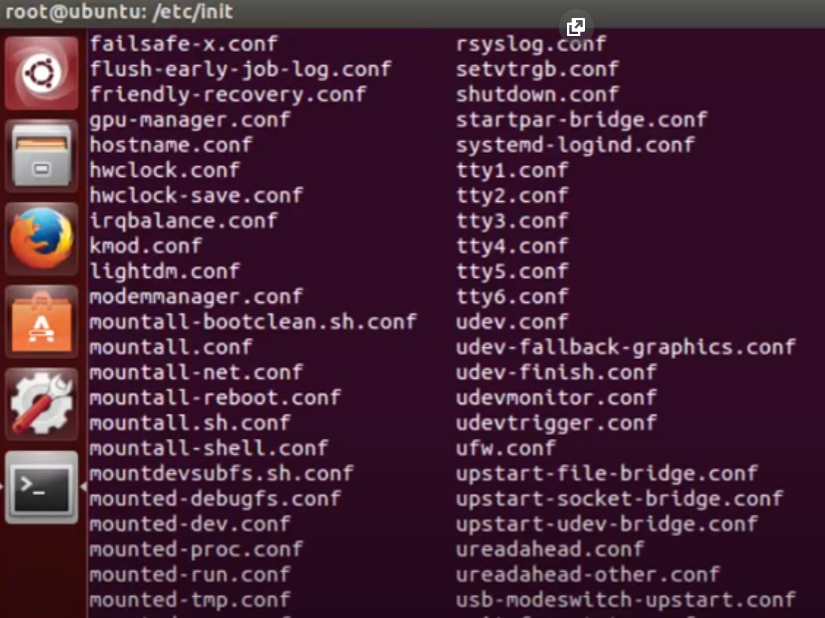 root@ubuntu: /etc/init
failsafe-x.conf rsyslog.conf
flush-early-job-log.conf setvtrgb.conf
friendly-recovery.conf shutdown.conf
gpu-manager.conf startpar-bridge.conf
hostname.conf systemd-logind.conf
hwclock.conf tty1.conf
hwclock-save.conf tty2.conf
irqbalance.conf tty3.conf
kmod.conf tty4.conf
lightdm.conf tty5.conf
modemmanager.conf tty6.conf
mountall-bootclean.sh.conf udev.conf
mountall.conf udev-fallback-graphics.conf
mountall-net.conf udev-finish.conf
mountall-reboot.conf udevmonitor.conf
mountall.sh.conf udevtrigger.conf
mountall-shell.conf ufw.conf
mountdevsubfs.sh.conf upstart-file-bridge.conf
mounted-debugfs.conf upstart-socket-bridge.conf
mounted-dev.conf upstart-udev-bridge.conf
mounted-proc.conf ureadahead.conf
mounted-run.conf ureadahead-other.conf
mounted-tmp.conf usb-modeswitch-upstart.conf